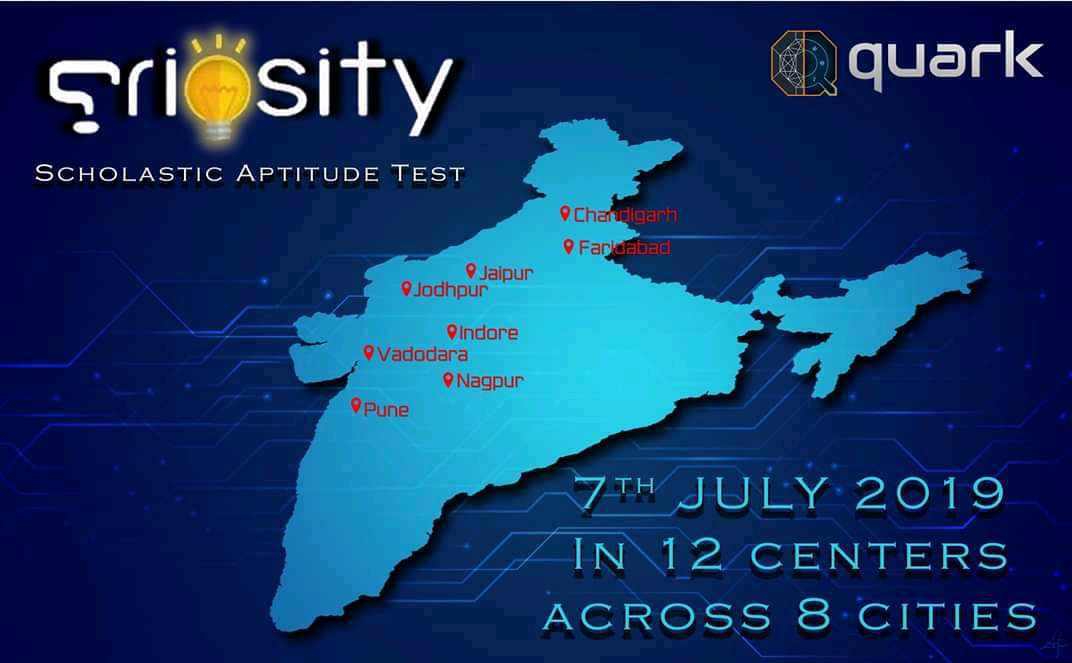 Qriosity
quark
Scholastic Aptitude Test
Chandigarh
Faridabad
Jaipur
Jodhpur
Indore
Vadodara
Nagpur
Pune
7th JULY 2019
In 12 centers
across 8 cities